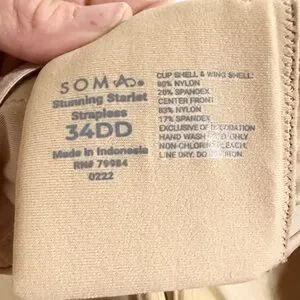 SOMA
Stunning Starlet
Strapless
34DD
Made in Indonesia
RN# 79984
0222
CUP SHELL & WING SHELL:
80% NYLON
20% SPANDEX
CENTER FRONT
83% NYLON
17% SPANDEX
EXCLUSIVE OF DECORATION
HAND WASH COLD ONLY
NON-CHLORINE BLEACH
LINE DRY. DO NOT IRON.